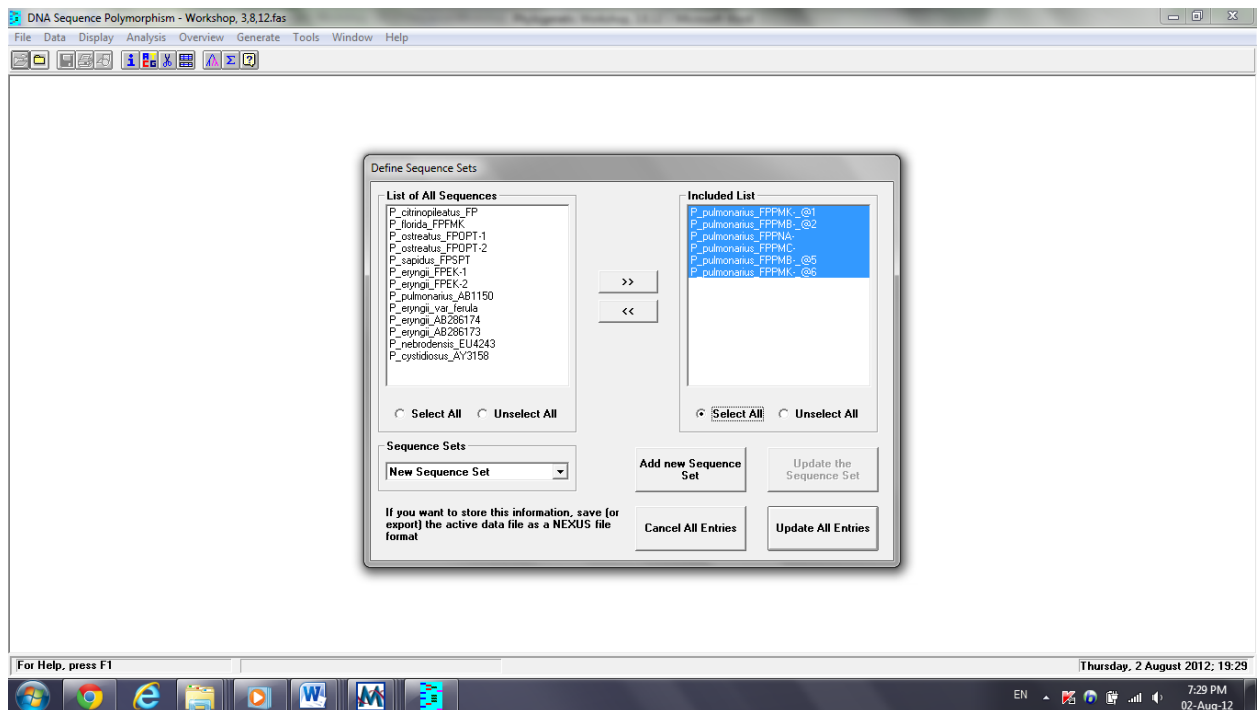 DNA Sequence Polymorphism - Workshop, 3,8,12.fas
File Data Display Analysis Overview Generate Tools Window Help
Define Sequence Sets
List of All Sequences
P_citrinopileatus_FP
P_florida_FPFMK
P_ostreatus_FPOPT-1
P_ostreatus_FPOPT-2
P_sapidus_FPSPT
P_eryngii_FPEK-1
P_eryngii_FPEK-2
P_pulmonarius_AB1150
P_eryngii_var_ferula
P_eryngii_AB286174
P_eryngii_AB286173
P_nebrodensis_EU4243
P_cystidiosus_AY3158
Select All Unselect All
>>
<<
Included List
P_pulmonarius_FPPMK-_@1
P_pulmonarius_FPPMB-_@2
P_pulmonarius_FPPNA-
P_pulmonarius_FPPMC-
P_pulmonarius_FPPMB-_@5
P_pulmonarius_FPPMK-_@6
Select All Unselect All
Sequence Sets
New Sequence Set
Add new Sequence
Set
Update the
Sequence Set
If you want to store this information, save (or
export) the active data file as a NEXUS file
format
Cancel All Entries
Update All Entries
For Help, press F1
Thursday, 2 August 2012; 19:29
EN
7:29 PM
02-Aug-12